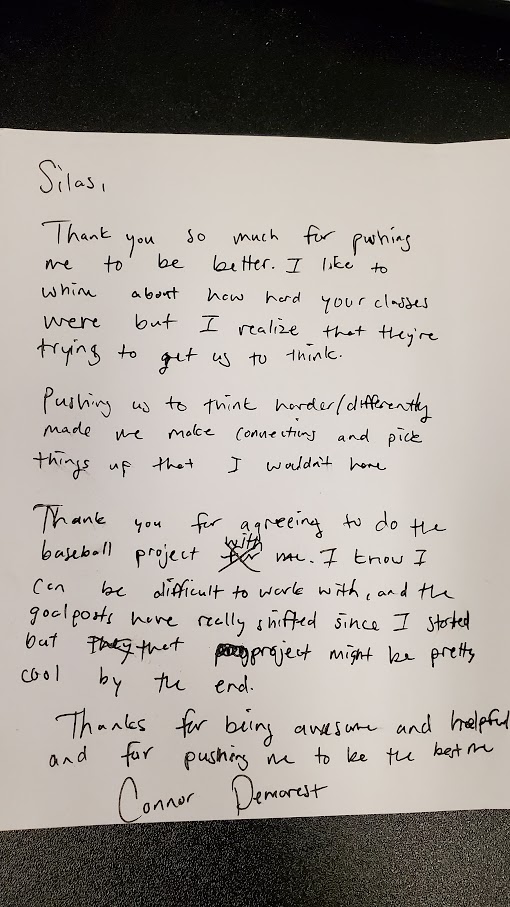 Silas,
Thank you so much for pushing
me to be better. I like to
whine about how hard your classes
were but I realize that they're
trying to get us to think.
Pushing us to think harder/differently
made me make connections and pick
things up that I wouldn't have
Thank you for agreeing to do the
baseball project with me. I know I
can be difficult to work with, and the
goalposts have really shifted since I started
but that project might be pretty
cool by the end.
Thanks for being awesome and helpful
and for pushing me to be the best me
Connor Demarest